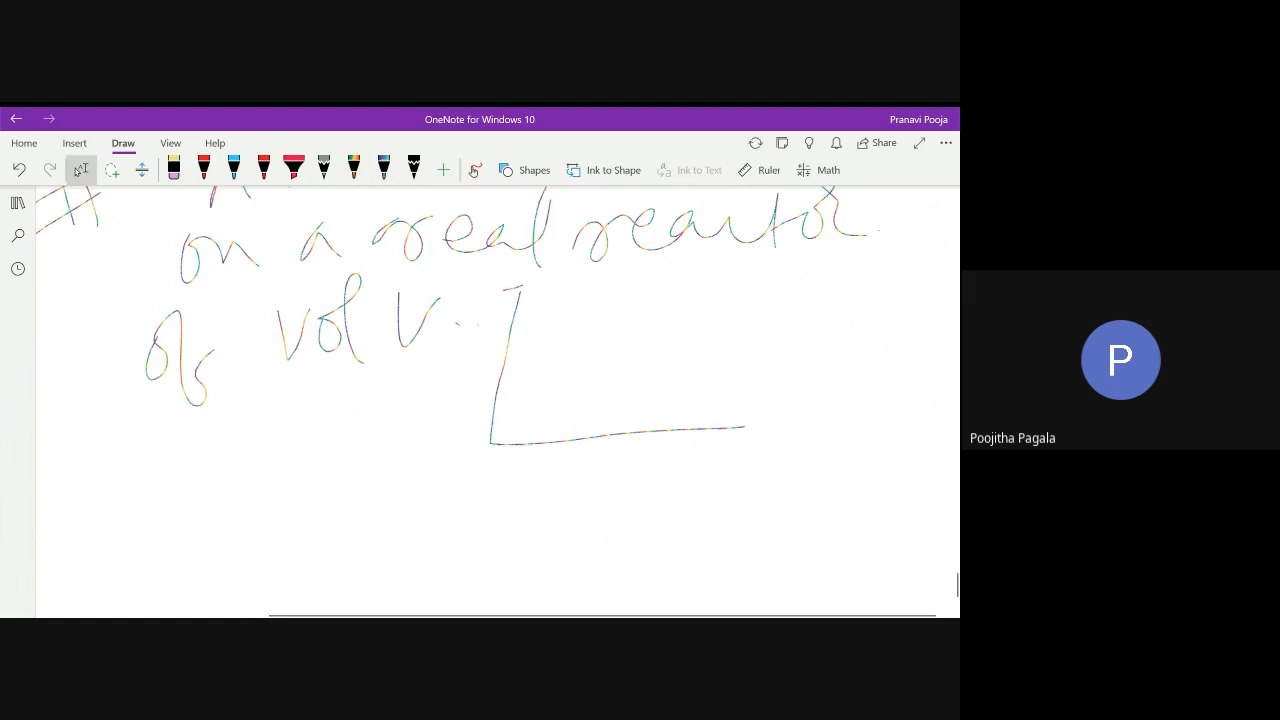 OneNote for Windows 10
Pranavi Pooja
Home Insert Draw View Help
Share
Shapes Ink to Shape Ink to Text Ruler Math
on a real reactor
of vol V.
P
Poojitha Pagala